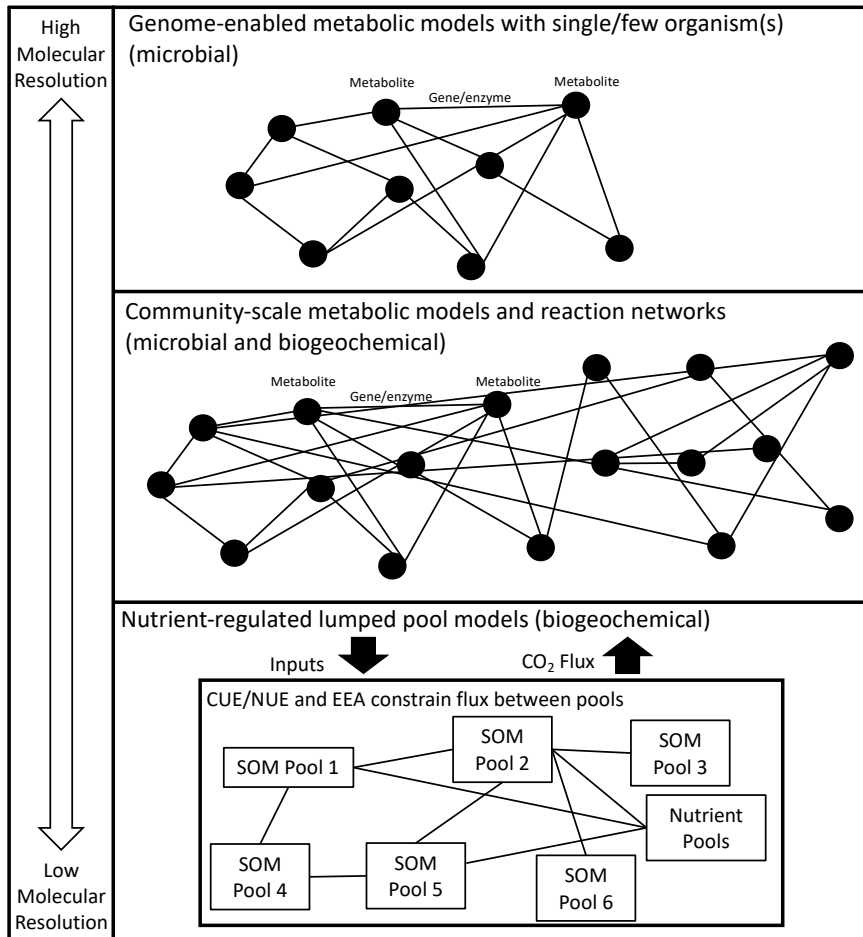 High
Molecular
Resolution
Genome-enabled metabolic models with single/few organism(s)
(microbial)
Metabolite
Metabolite
Gene/enzyme
Community-scale metabolic models and reaction networks
(microbial and biogeochemical)
Metabolite
Metabolite
Gene/enzyme
Nutrient-regulated lumped pool models (biogeochemical)
Inputs
CO₂ Flux
CUE/NUE and EEA constrain flux between pools
SOM Pool 1
SOM
Pool 2
SOM
Pool 3
Nutrient
Pools
SOM
Pool 4
SOM
Pool 5
SOM
Pool 6
Low
Molecular
Resolution